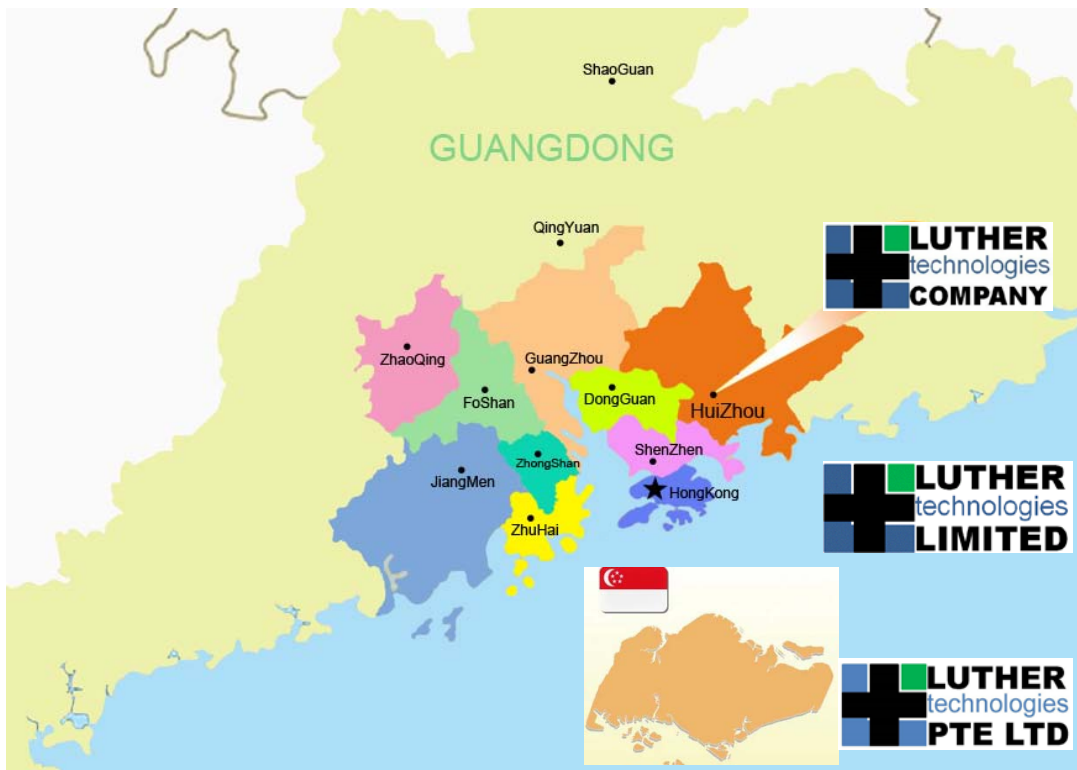 ShaoGuan
GUANGDONG
QingYuan
LUTHER
technologies
COMPANY
ZhaoQing
GuangZhou
FoShan
DongGuan
HuiZhou
ShenZhen
ZhongShan
JiangMen
HongKong
ZhuHai
LUTHER
technologies
LIMITED
LUTHER
technologies
PTE LTD